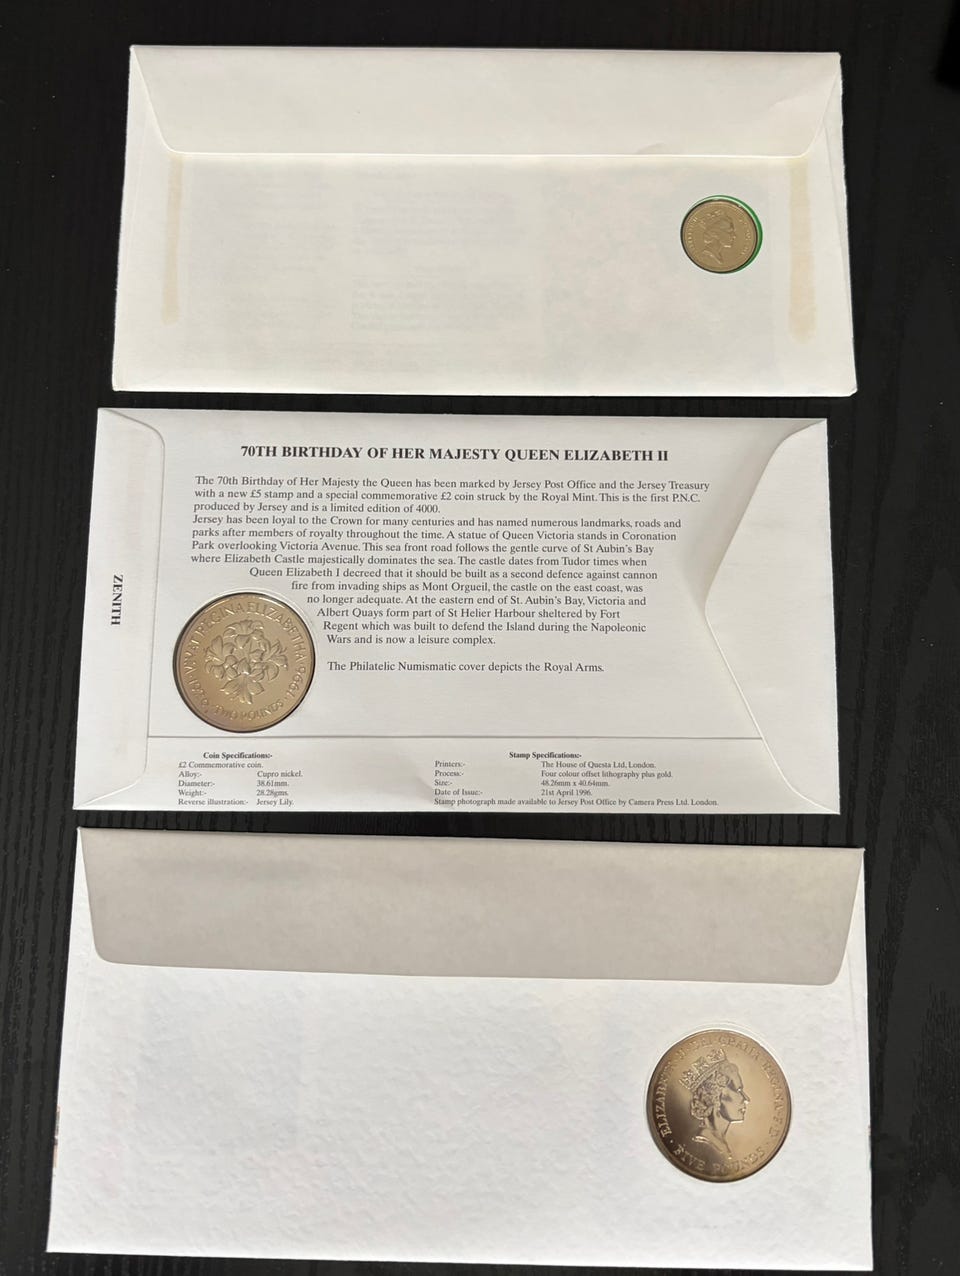 70TH BIRTHDAY OF HER MAJESTY QUEEN ELIZABETH II
The 70th Birthday of Her Majesty the Queen has been marked by Jersey Post Office and the Jersey Treasury
with a new £5 stamp and a special commemorative £2 coin struck by the Royal Mint. This is the first P.N.C.
produced by Jersey and is a limited edition of 4000.
Jersey has been loyal to the Crown for many centuries and has named numerous landmarks, roads and
parks after members of royalty throughout the time. A statue of Queen Victoria stands in Coronation
Park overlooking Victoria Avenue. This sea front road follows the gentle curve of St Aubin's Bay
where Elizabeth Castle majestically dominates the sea. The castle dates from Tudor times when
Queen Elizabeth I decreed that it should be built as a second defence against cannon
fire from invading ships as Mont Orgueil, the castle on the east coast, was
no longer adequate. At the eastern end of St. Aubin's Bay, Victoria and
Albert Quays form part of St Helier Harbour sheltered by Fort
Regent which was built to defend the Island during the Napoleonic
Wars and is now a leisure complex.
The Philatelic Numismatic cover depicts the Royal Arms.
ZENITH
VIVAT REGINA ELIZABETHA
1926 · TWO POUNDS · 1996
Coin Specifications:-
£2 Commemorative coin.
Alloy:- Cupro nickel.
Diameter:- 38.61mm.
Weight:- 28.28gms.
Reverse illustration:- Jersey Lily.
Stamp Specifications:-
Printers:- The House of Questa Ltd, London.
Process:- Four colour offset lithography plus gold.
Size:- 48.26mm x 40.64mm.
Date of Issue:- 21st April 1996.
Stamp photograph made available to Jersey Post Office by Camera Press Ltd. London.
ELIZABETH II · DEI · GRATIA · REGINA · F.D.
· FIVE POUNDS ·